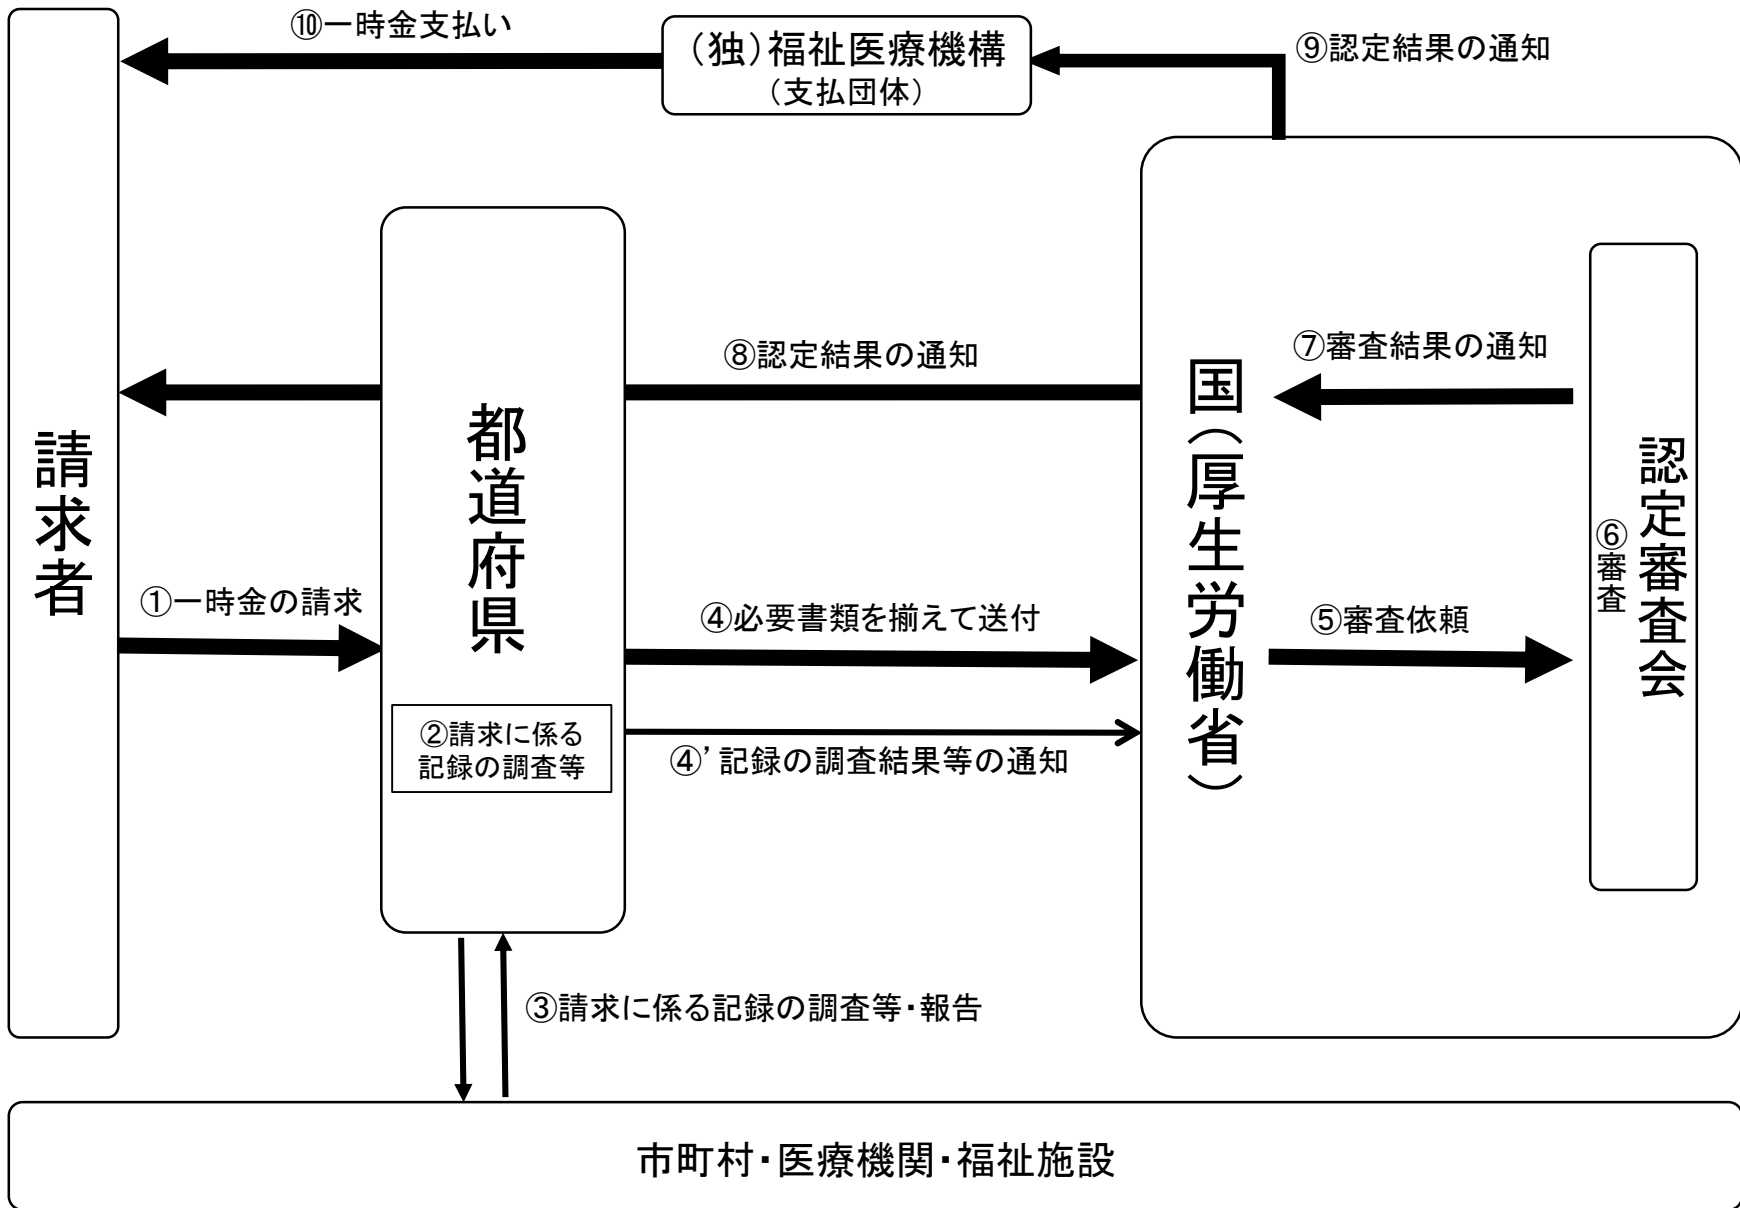 ⑩一時金支払い
（独）福祉医療機構
（支払団体）
⑨認定結果の通知
請求者
都道府県
国（厚生労働省）
認定審査会
⑥審査
⑧認定結果の通知
⑦審査結果の通知
①一時金の請求
④必要書類を揃えて送付
⑤審査依頼
②請求に係る
記録の調査等
④’記録の調査結果等の通知
③請求に係る記録の調査等・報告
市町村・医療機関・福祉施設